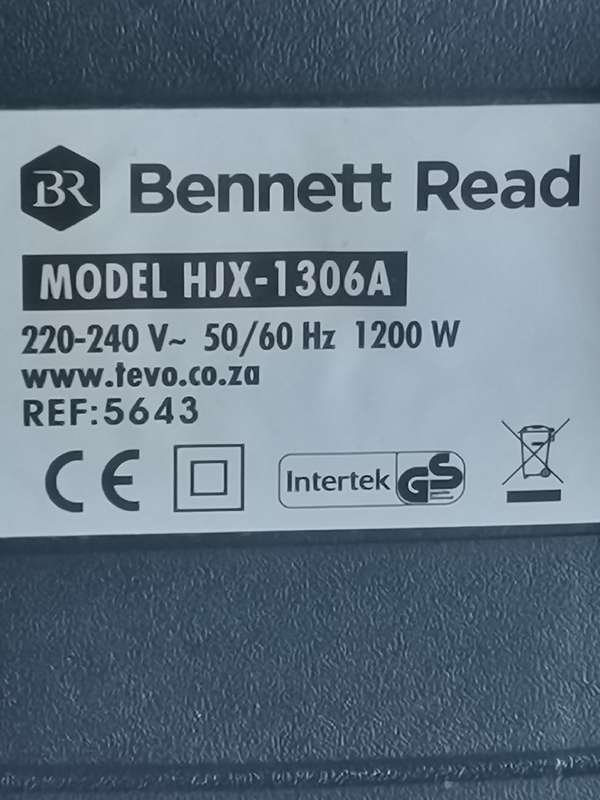 BR Bennett Read
MODEL HJX-1306A
220-240 V~ 50/60 Hz 1200 W
www.tevo.co.za
REF:5643
CE Intertek GS